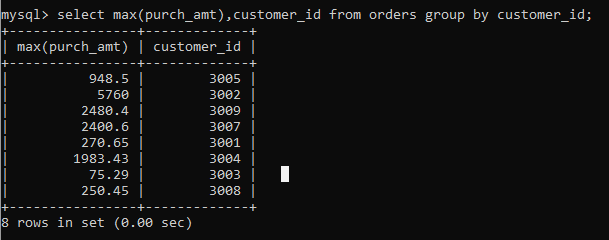 mysql> select max(purch_amt),customer_id from orders group by customer_id;
+----------------+-------------+
| max(purch_amt) | customer_id |
+----------------+-------------+
|          948.5 |        3005 |
|           5760 |        3002 |
|         2480.4 |        3009 |
|         2400.6 |        3007 |
|         270.65 |        3001 |
|        1983.43 |        3004 |
|          75.29 |        3003 |
|         250.45 |        3008 |
+----------------+-------------+
8 rows in set (0.00 sec)